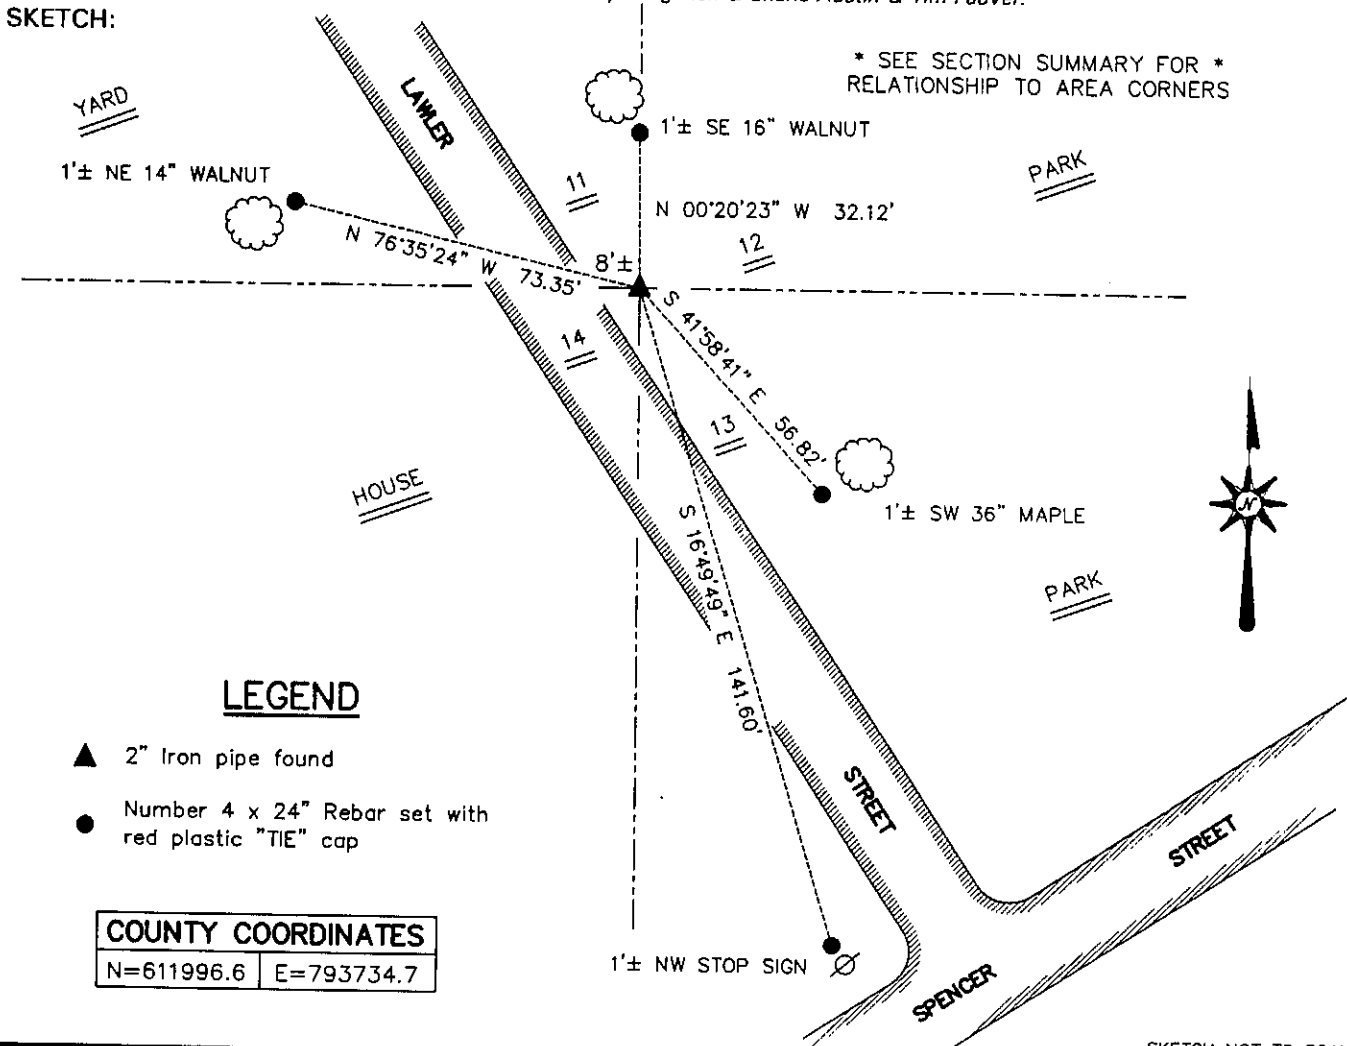 SKETCH:
* SEE SECTION SUMMARY FOR *
RELATIONSHIP TO AREA CORNERS
YARD
LAWLER
1'± SE 16" WALNUT
PARK
1'± NE 14" WALNUT
11
N 00°20'23" W 32.12'
12
N 76°35'24" W 73.35'
8'±
S 41°58'41" E 56.82'
14
13
HOUSE
1'± SW 36" MAPLE
N
S 16°49'49" E 141.60'
PARK
LEGEND
2" Iron pipe found
Number 4 x 24" Rebar set with
red plastic "TIE" cap
STREET
STREET
COUNTY COORDINATES
N=611996.6 E=793734.7
1'± NW STOP SIGN
SPENCER
SKETCH NOT TO